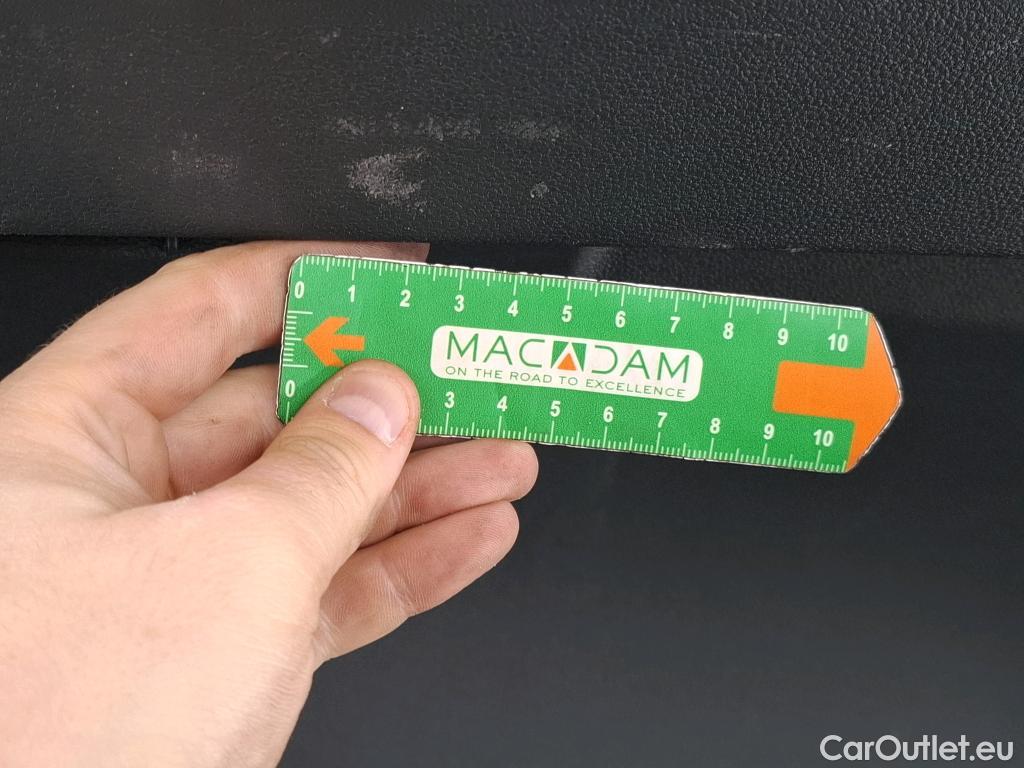 0 1 2 3 4 5 6 7 8 9 10
MACADAM
ON THE ROAD TO EXCELLENCE
0 3 4 5 6 7 8 9 10
CarOutlet.eu